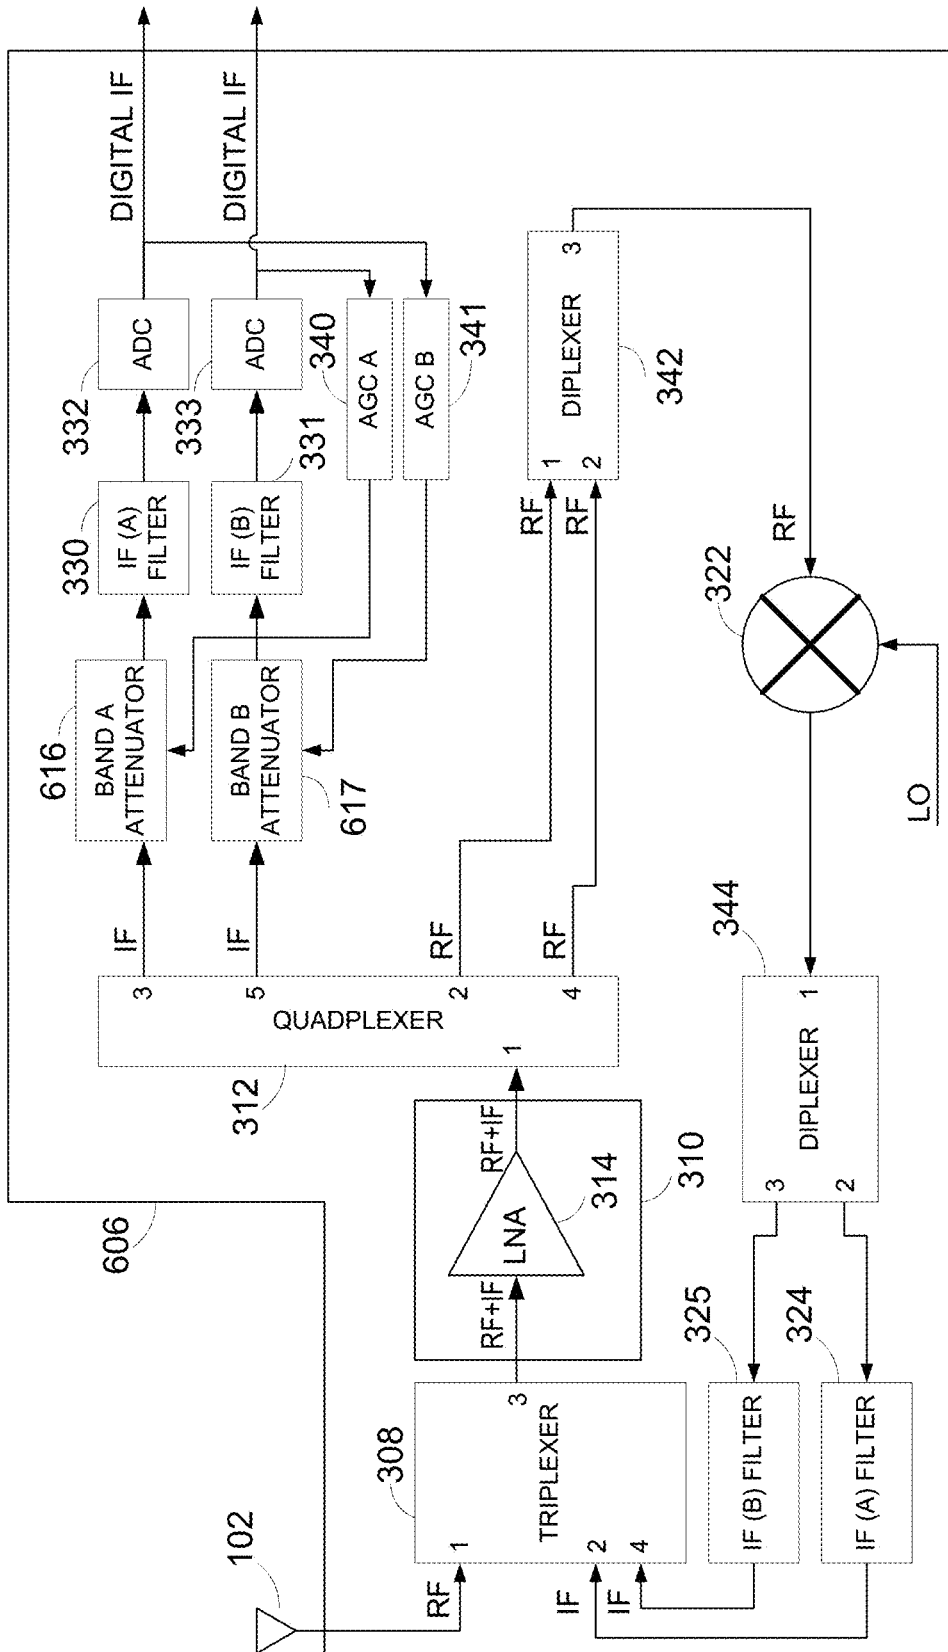 DIGITAL IF
DIGITAL IF
332
ADC
333
ADC
340
AGC A
341
AGC B
330
IF (A)
FILTER
331
IF (B)
FILTER
616
BAND A
ATTENUATOR
617
BAND B
ATTENUATOR
IF
IF
RF
RF
3
5
2
4
QUADPLEXER
1
312
3
DIPLEXER
342
1
2
RF
RF
RF
322
LO
344
1
DIPLEXER
3
2
RF+IF
314
310
LNA
RF+IF
606
325
324
IF (B) FILTER
IF (A) FILTER
308
3
TRIPLEXER
1
2
4
102
RF
IF
IF